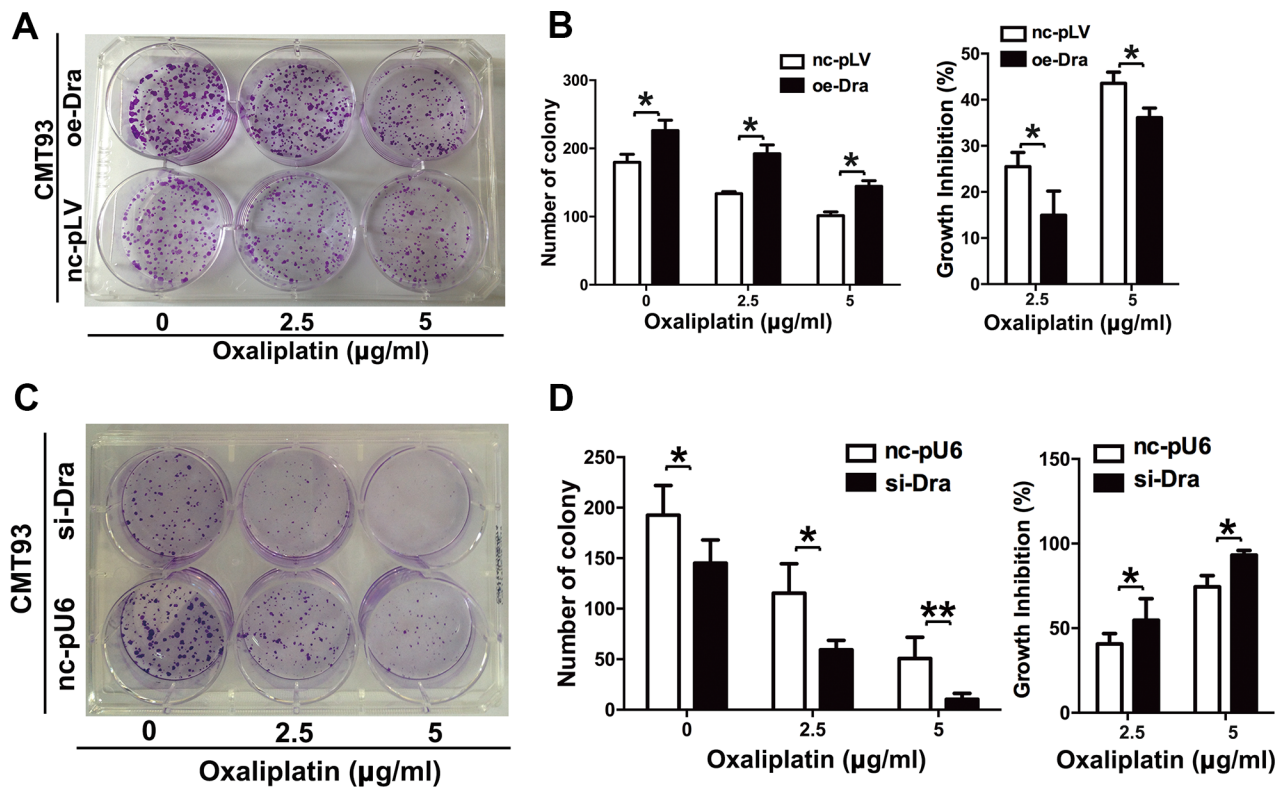 A
CMT93
oe-Dra
nc-pLV
0 2.5 5
Oxaliplatin (µg/ml)
B
nc-pLV
oe-Dra
Number of colony
300
200
100
0
* * *
0 2.5 5
Oxaliplatin (µg/ml)
nc-pLV
oe-Dra
Growth Inhibition (%)
50
40
30
20
10
0
* *
2.5 5
Oxaliplatin (µg/ml)
C
CMT93
si-Dra
nc-pU6
0 2.5 5
Oxaliplatin (µg/ml)
D
nc-pU6
si-Dra
Number of colony
250
200
150
100
50
0
* * **
0 2.5 5
Oxaliplatin (µg/ml)
nc-pU6
si-Dra
Growth Inhibition (%)
150
100
50
0
* *
2.5 5
Oxaliplatin (µg/ml)